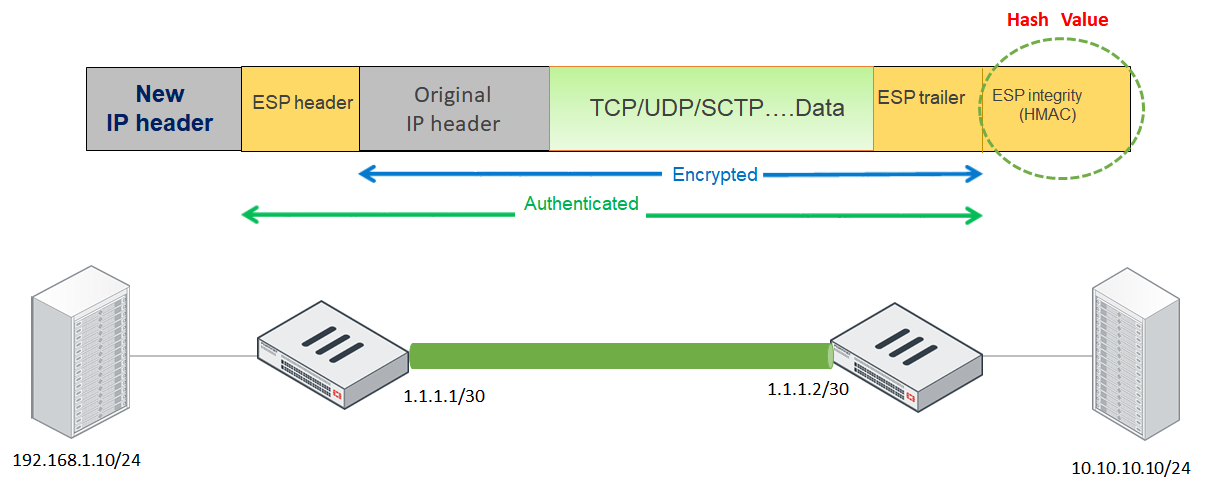 Hash Value
New
IP header
ESP header
Original
IP header
TCP/UDP/SCTP....Data
ESP trailer
ESP integrity
(HMAC)
Encrypted
Authenticated
1.1.1.1/30
1.1.1.2/30
192.168.1.10/24
10.10.10.10/24